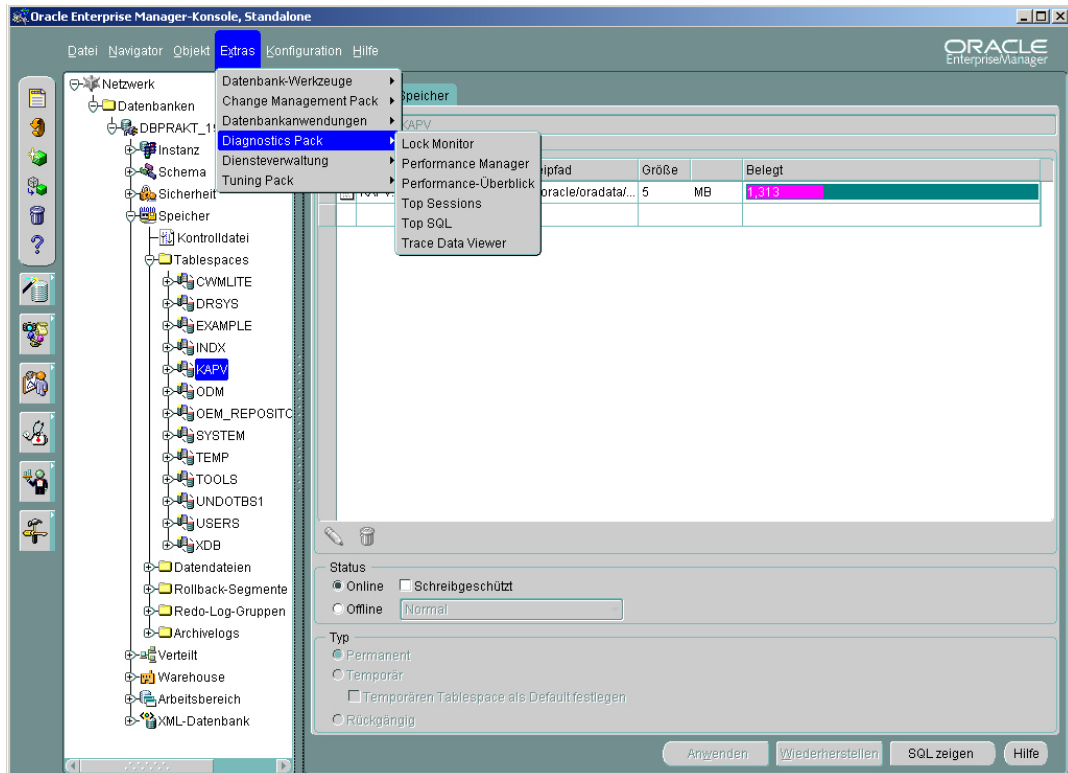 Oracle Enterprise Manager-Konsole, Standalone
Datei Navigator Objekt Extras Konfiguration Hilfe
ORACLE
EnterpriseManager
Netzwerk
Datenbanken
Instanz
Schema
Sicherheit
Speicher
Kontrolldatei
Tablespaces
CWMLITE
DRSYS
EXAMPLE
INDX
KAPV
ODM
OEM_REPOSITO
SYSTEM
TEMP
TOOLS
UNDOTBS1
USERS
XDB
Datendateien
Rollback-Segmente
Redo-Log-Gruppen
Archivelogs
Verteilt
Warehouse
Arbeitsbereich
XML-Datenbank
Datenbank-Werkzeuge
Change Management Pack
Datenbankanwendungen
Diagnostics Pack
Diensteverwaltung
Tuning Pack
Lock Monitor
Performance Manager
Performance-Überblick
Top Sessions
Top SQL
Trace Data Viewer
Speicher
KAPV
Größe Belegt
oracle/oradata/... 5 MB 1,313
Status
Online Schreibgeschützt
Offline Normal
Typ
Permanent
Temporär
Temporären Tablespace als Default festlegen
Rückgängig
Anwenden Wiederherstellen SQL zeigen Hilfe